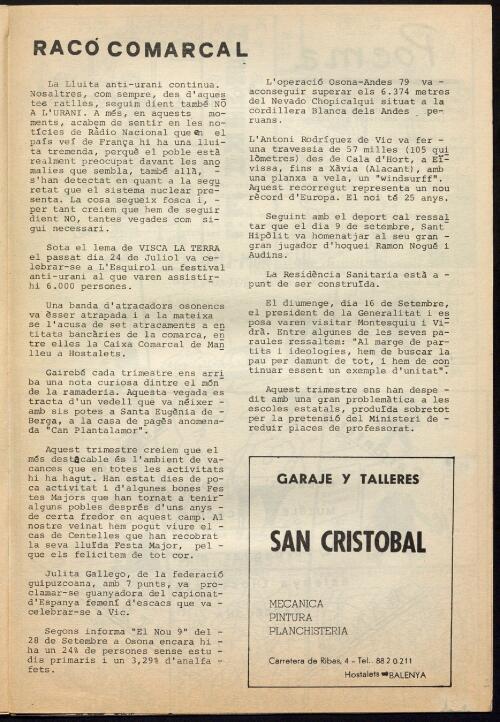 RACÓ COMARCAL
La Lluita anti-urani continua.
Nosaltres, com sempre, des d'aques
tes ratlles, seguim dient també NO
A L'URANI. A més, en aquests mo-
ments, acabem de sentir en les no-
tícies de Ràdio Nacional que en el
país veí de França hi ha una llui-
ta tremenda, perquè el poble està
realment preocupat davant les ano
malies que sembla, també allà, -
s'han detectat en quant a la segu
retat que el sistema nuclear pre-
senta. La cosa segueix fosca i, -
per tant creiem que hem de seguir
dient NO, tantes vegades com si-
gui necessari.
Sota el lema de VISCA LA TERRA
el passat dia 24 de Juliol va ce-
lebrar-se a L'Esquirol un festival
anti-urani al que varen assistir-
hi 6.000 persones.
Una banda d'atracadors osonencs
va ésser atrapada i a la mateixa -
se l'acusa de set atracaments a en
titats bancàries de la comarca, en
tre elles la Caixa Comarcal de Man
lleu a Hostalets.
Gairebé cada trimestre ens arri
ba una nota curiosa dintre el món
de la ramaderia. Aquesta vegada es
tracta d'un vedell que va néixer -
amb sis potes a Santa Eugènia de -
Berga, a la casa de pagès anomena-
da "Can Plantalamor".
Aquest trimestre creiem que el
més destacable és l'ambient de va-
cances que en totes les activitats
hi ha hagut. Han estat dies de po-
ca activitat i d'algunes bones Fes
tes Majors que han tornat a tenir-
alguns pobles després d'uns anys -
de certa fredor en aquest camp. Al
nostre veinat hem pogut viure el -
cas de Centelles que han recobrat
la seva lluïda Festa Major, pel -
que els felicitem de tot cor.
Julita Gallego, de la federació
guipuzcoana, amb 7 punts, va pro-
clamar-se guanyadora del capionat-
d'Espanya femení d'escacs que va -
celebrar-se a Vic.
Segons informa "El Nou 9" del -
28 de Setembre a Osona encara hi -
ha un 24% de persones sense estu -
dis primaris i un 3,29% d'analfa -
fets.
L'operació Osona-Andes 79 va -
aconseguir superar els 6.374 metres
del Nevado Chopicalqui situat a la
cordillera Blanca dels Andes pe-
ruans.
L'Antoni Rodríguez de Vic va fer -
una travessia de 57 milles (105 qui
lòmetres) des de Cala d'Hort, a Eï-
vissa, fins a Xàvia (Alacant), amb
una planxa a vela, un "windsurff".
Aquest recorregut representa un nou
rècord d'Europa. El noi té 25 anys.
Seguint amb el deport cal ressal
tar que el dia 9 de setembre, Sant
Hipòlit va homenatjar al seu gran -
gran jugador d'hoquei Ramon Nogué i
Audins.
La Residència Sanitaria està a -
punt de ser construïda.
El diumenge, dia 16 de Setembre,
el president de la Generalitat i es
posa varen visitar Montesquiu i Vi-
drà. Entre algunes de les seves pa-
raules ressaltem: "Al marge de par-
tits i ideologies, hem de buscar la
pau per damunt de tot, i hem de con
tinuar essent un exemple d'unitat".
Aquest trimestre ens han despe -
dit amb una gran problemàtica a les
escoles estatals, produïda sobretot
per la pretensió del Ministeri de -
reduir places de professorat.
GARAJE Y TALLERES
SAN CRISTOBAL
MECANICA
PINTURA
PLANCHISTERIA
Carretera de Ribas, 4 - Tel. 88 20 211
Hostalets BALENYA